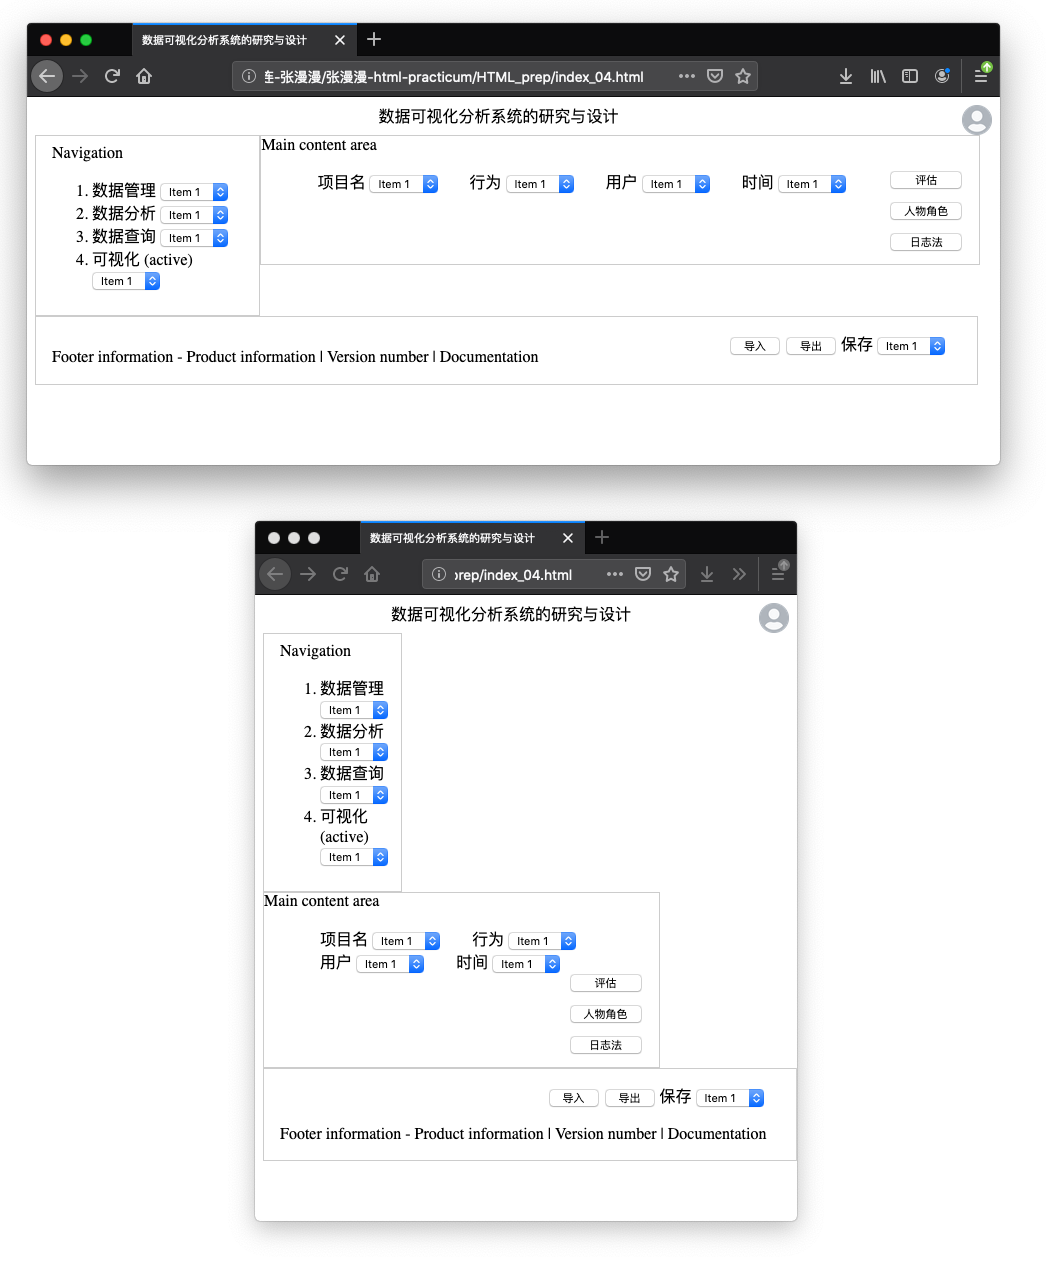 数据可视化分析系统的研究与设计
连-张漫漫/张漫漫-html-practicum/HTML_prep/index_04.html
数据可视化分析系统的研究与设计
Navigation
1. 数据管理 Item 1
2. 数据分析 Item 1
3. 数据查询 Item 1
4. 可视化 (active)
Item 1
Main content area
项目名 Item 1 行为 Item 1 用户 Item 1 时间 Item 1
评估
人物角色
日志法
Footer information - Product information | Version number | Documentation
导入 导出 保存 Item 1
数据可视化分析系统的研究与设计
prep/index_04.html
数据可视化分析系统的研究与设计
Navigation
1. 数据管理
Item 1
2. 数据分析
Item 1
3. 数据查询
Item 1
4. 可视化
(active)
Item 1
Main content area
项目名 Item 1 行为 Item 1
用户 Item 1 时间 Item 1
评估
人物角色
日志法
导入 导出 保存 Item 1
Footer information - Product information | Version number | Documentation